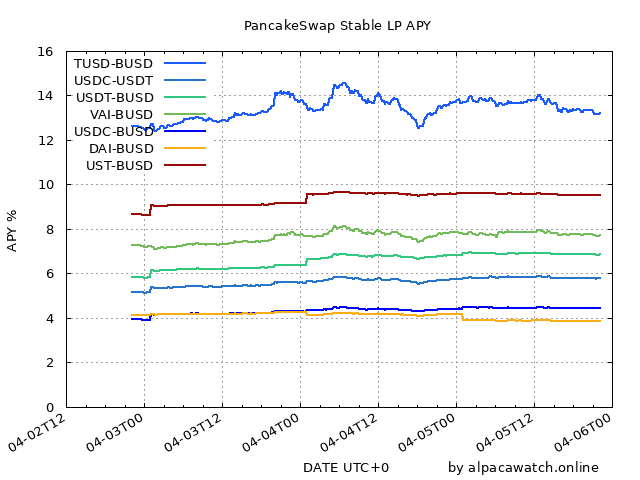 PancakeSwap Stable LP APY
16
14
12
10
8
6
4
2
0
APY %
TUSD-BUSD
USDC-USDT
USDT-BUSD
VAI-BUSD
USDC-BUSD
DAI-BUSD
UST-BUSD
04-02T12
04-03T00
04-03T12
04-04T00
04-04T12
04-05T00
04-05T12
04-06T00
DATE UTC+0
by alpacawatch.online